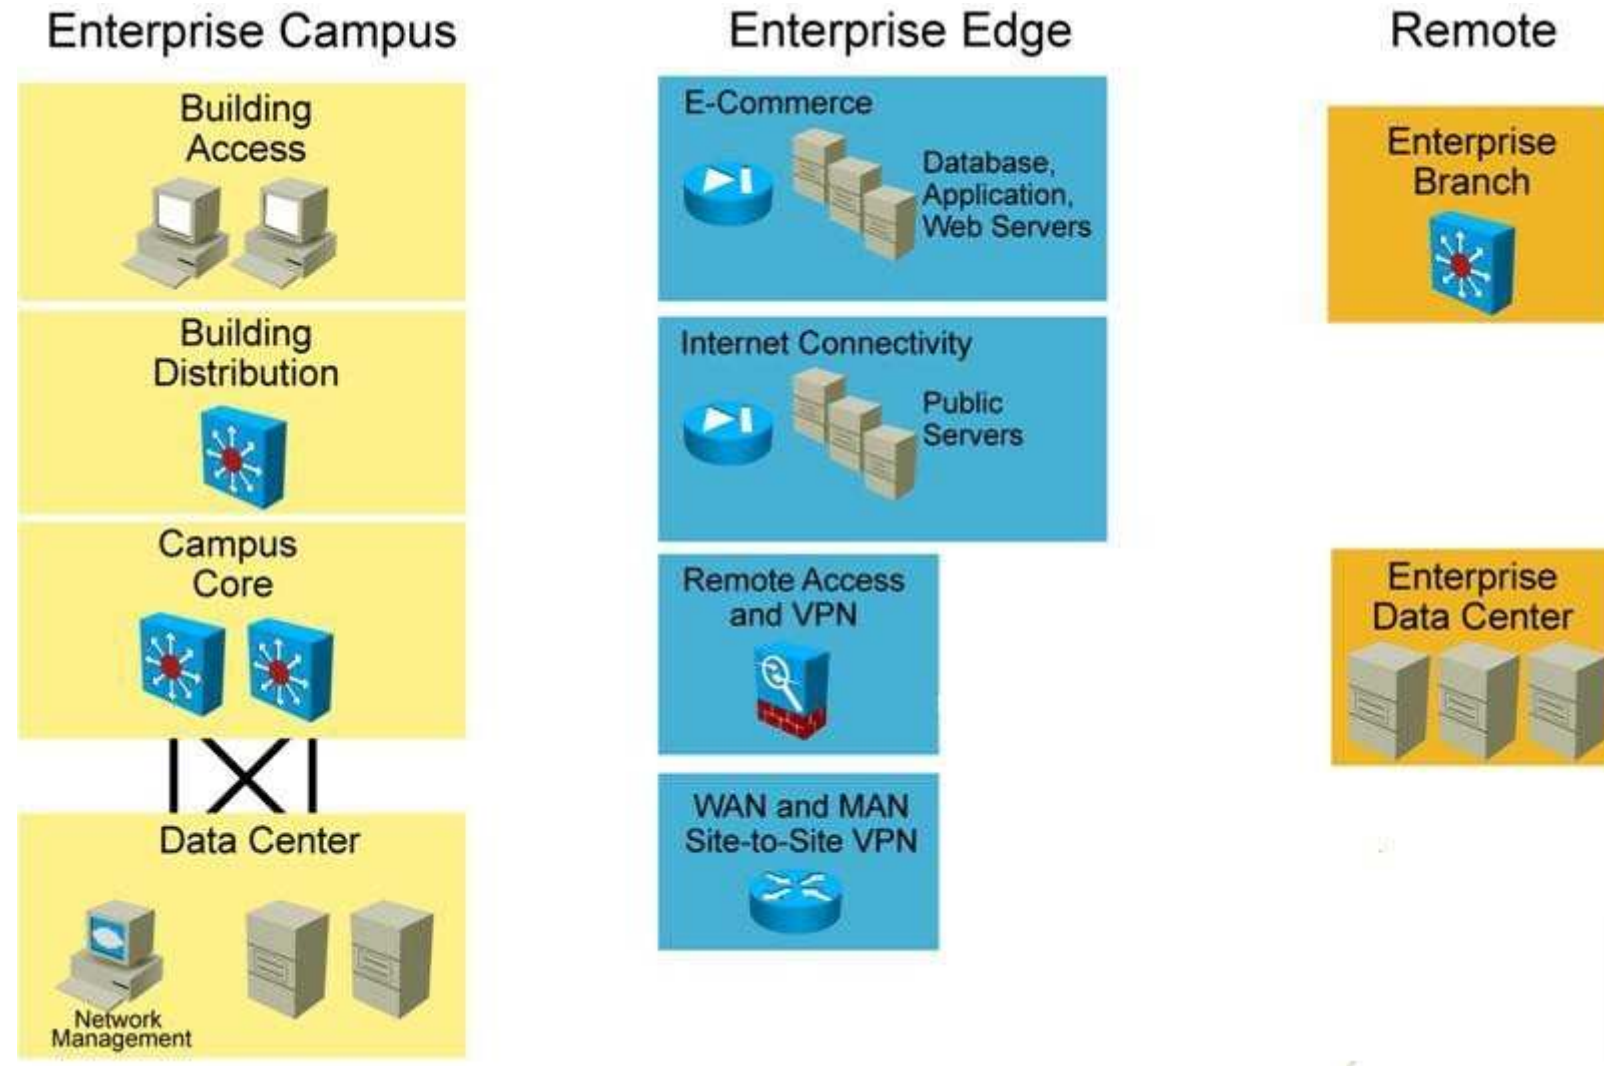 Enterprise Campus
Building
Access
Building
Distribution
Campus
Core
Data Center
Network
Management
Enterprise Edge
E-Commerce
Database,
Application,
Web Servers
Internet Connectivity
Public
Servers
Remote Access
and VPN
WAN and MAN
Site-to-Site VPN
Remote
Enterprise
Branch
Enterprise
Data Center